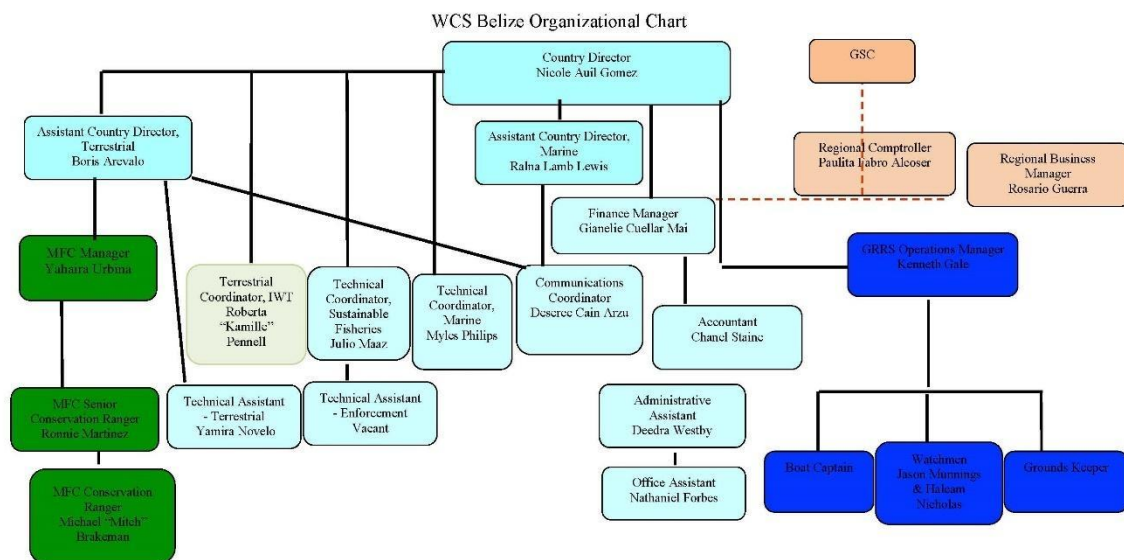 WCS Belize Organizational Chart
Country Director
Nicole Auil Gomez
GSC
Assistant Country Director,
Terrestrial
Boris Arevalo
Assistant Country Director,
Marine
Ralna Lamb Lewis
Regional Comptroller
Paulita Fabro Alcoser
Regional Business
Manager
Rosario Guerra
Finance Manager
Gianelie Cuellar Mai
MFC Manager
Yahaira Urbina
GRRS Operations Manager
Kenneth Gale
Terrestrial
Coordinator, IWT
Roberta
“Kamille”
Pennell
Technical
Coordinator,
Sustainable
Fisheries
Julio Maaz
Technical
Coordinator,
Marine
Myles Philips
Communications
Coordinator
Deseree Cain Arzu
Accountant
Chanel Staine
MFC Senior
Conservation Ranger
Ronnie Martinez
Technical Assistant
- Terrestrial
Yamira Novelo
Technical Assistant
- Enforcement
Vacant
Administrative
Assistant
Deedra Westby
Boat Captain
Watchmen
Jason Munnings
& Haleam
Nicholas
Grounds Keeper
MFC Conservation
Ranger
Michael “Mitch”
Brakeman
Office Assistant
Nathaniel Forbes